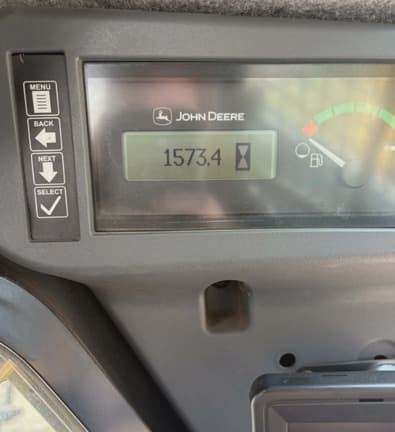 MENU
BACK
NEXT
SELECT
JOHN DEERE
1573.4